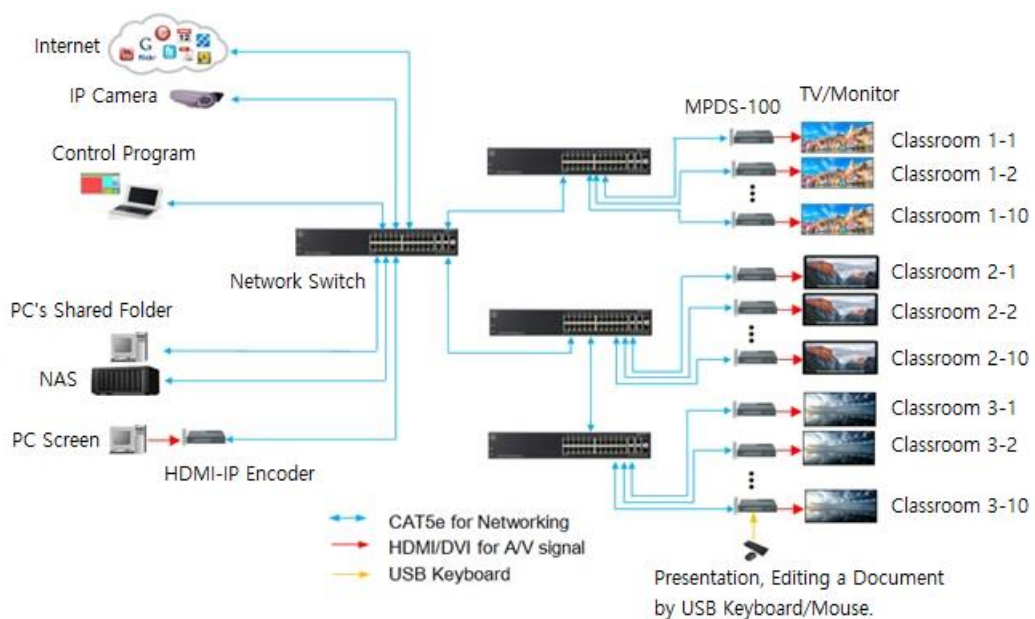 Internet
IP Camera
Control Program
Network Switch
PC's Shared Folder
NAS
PC Screen
HDMI-IP Encoder
MPDS-100
TV/Monitor
Classroom 1-1
Classroom 1-2
Classroom 1-10
Classroom 2-1
Classroom 2-2
Classroom 2-10
Classroom 3-1
Classroom 3-2
Classroom 3-10
CAT5e for Networking
HDMI/DVI for A/V signal
USB Keyboard
Presentation, Editing a Document
by USB Keyboard/Mouse.